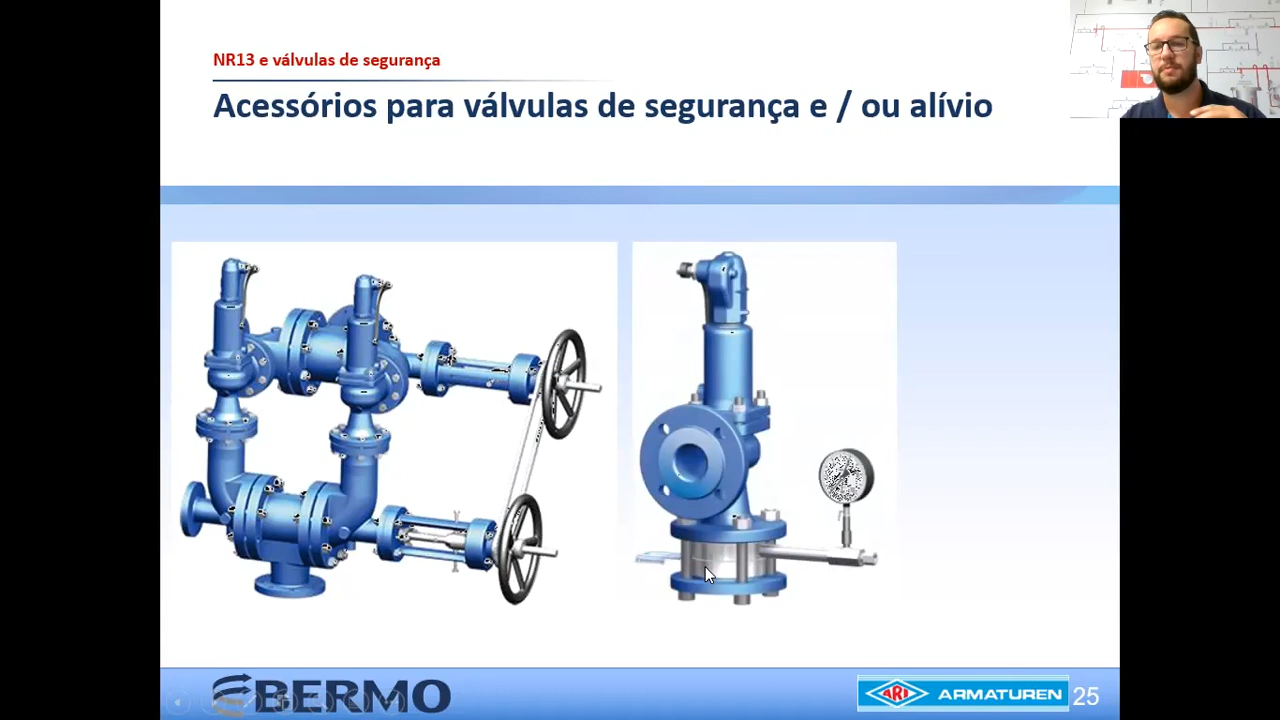 NR13 e válvulas de segurança
Acessórios para válvulas de segurança e / ou alívio
BERMO
ARI ARMATUREN 25